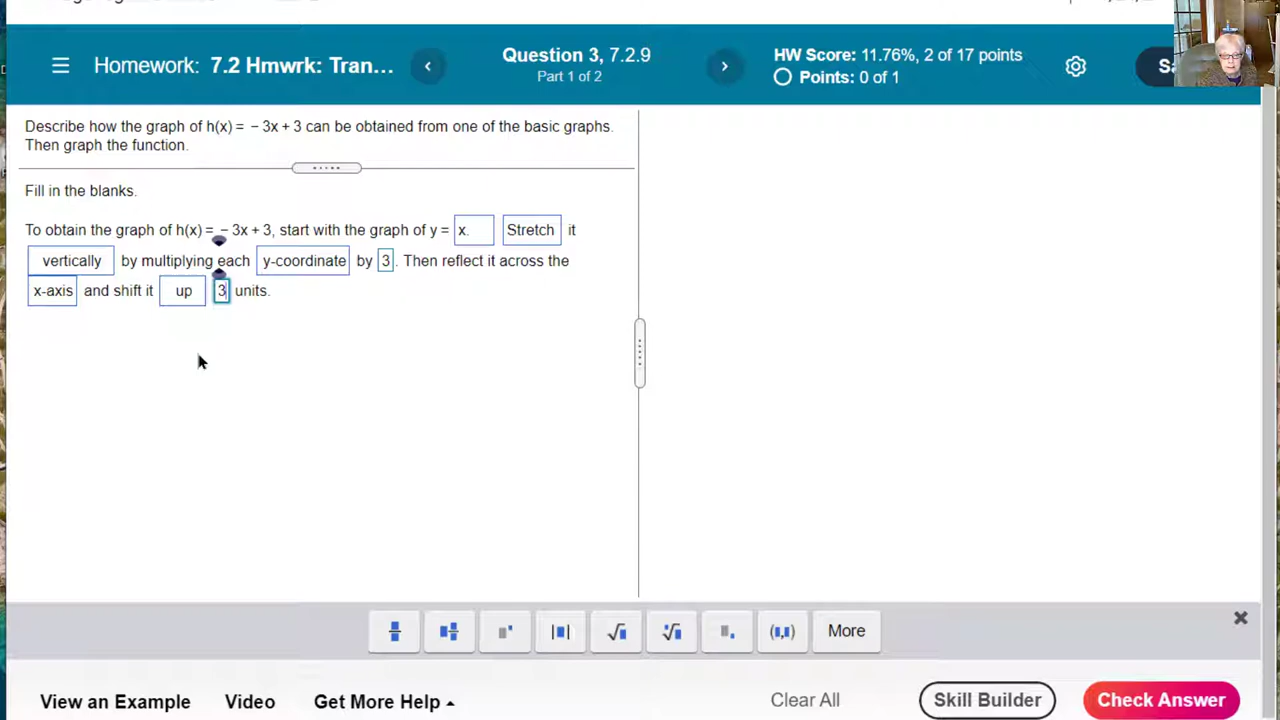 Homework: 7.2 Hmwrk: Tran...
Question 3, 7.2.9
Part 1 of 2
HW Score: 11.76%, 2 of 17 points
Points: 0 of 1
Sa
Describe how the graph of h(x) = − 3x + 3 can be obtained from one of the basic graphs.
Then graph the function.
Fill in the blanks.
To obtain the graph of h(x) = − 3x + 3, start with the graph of y = x. Stretch it
vertically by multiplying each y-coordinate by 3. Then reflect it across the
x-axis and shift it up 3 units.
More
View an Example Video Get More Help
Clear All Skill Builder Check Answer